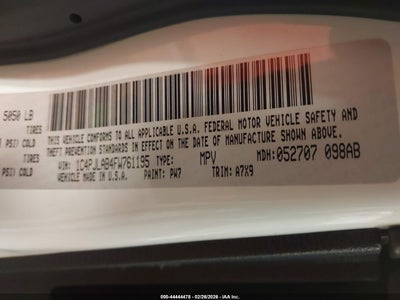 5050 LB
TIRES
PSI) COLD
TIRES
PSI) COLD
THIS VEHICLE CONFORMS TO ALL APPLICABLE U.S.A. FEDERAL MOTOR VEHICLE SAFETY AND
THEFT PREVENTION STANDARDS IN EFFECT ON THE DATE OF MANUFACTURE SHOWN ABOVE.
VIN: 1C4PJLAB4FW761195 TYPE: MPV MDH: 052707 098AB
VEHICLE MADE IN U.S.A. PAINT: PW7 TRIM: A7X9
000-44444478 - 02/26/2026 - IAA Inc.